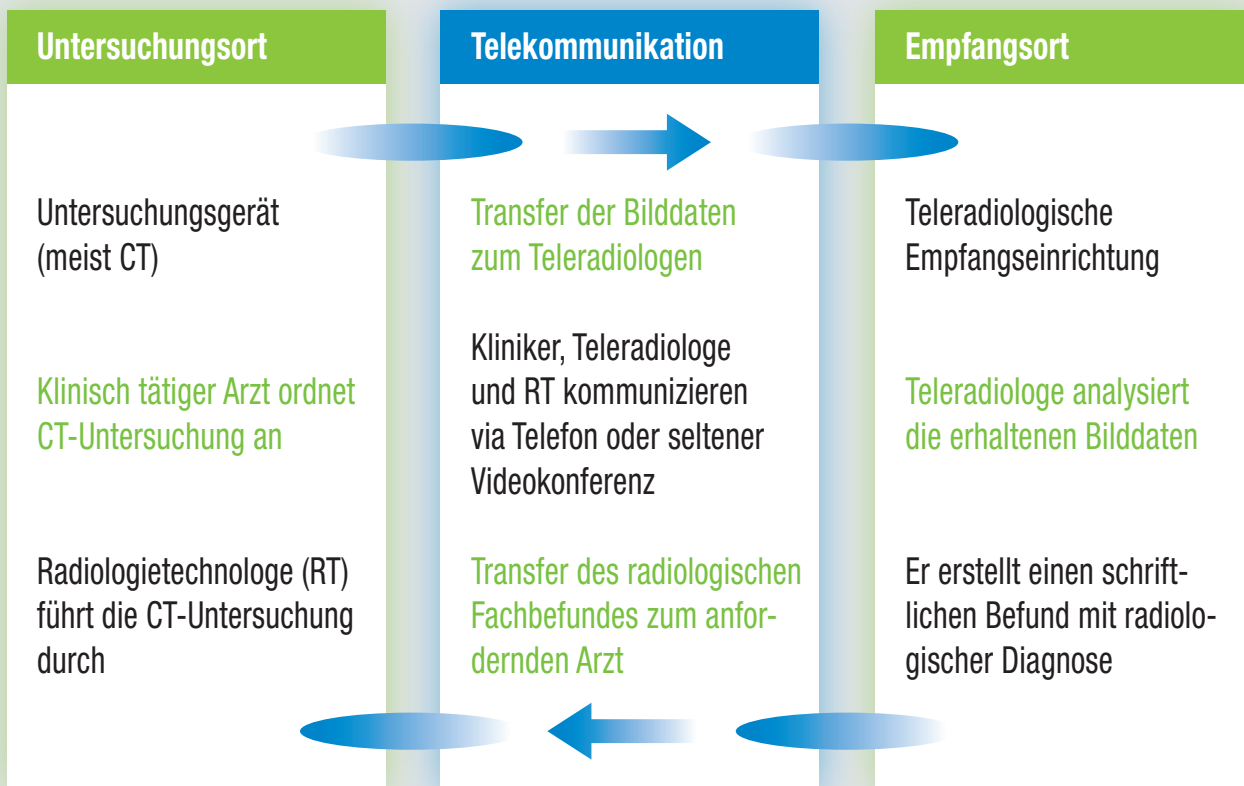 Untersuchungsort
Untersuchungsgerät
(meist CT)
Klinisch tätiger Arzt ordnet
CT-Untersuchung an
Radiologietechnologe (RT)
führt die CT-Untersuchung
durch
Telekommunikation
Transfer der Bilddaten
zum Teleradiologen
Kliniker, Teleradiologe
und RT kommunizieren
via Telefon oder seltener
Videokonferenz
Transfer des radiologischen
Fachbefundes zum anfor-
dernden Arzt
Empfangsort
Teleradiologische
Empfangseinrichtung
Teleradiologe analysiert
die erhaltenen Bilddaten
Er erstellt einen schrift-
lichen Befund mit radiolo-
gischer Diagnose